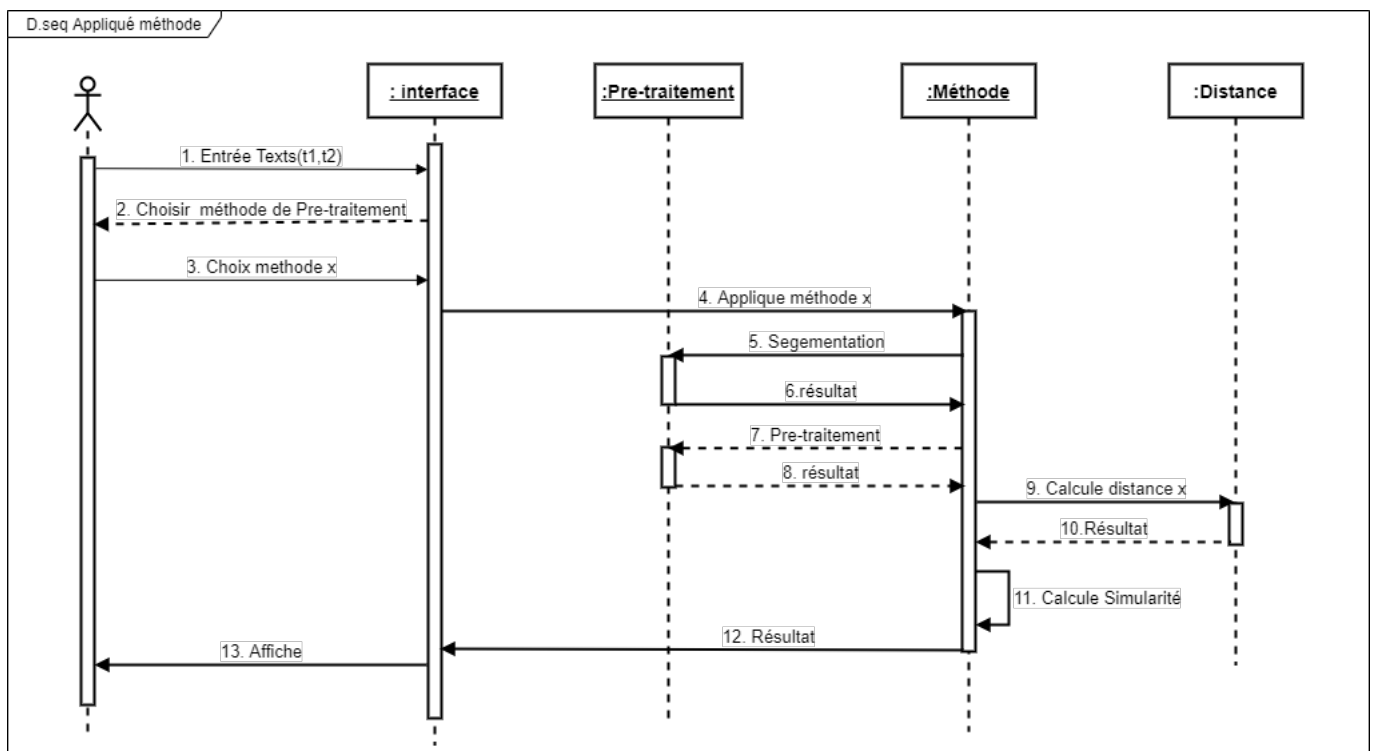 D.seq Appliqué méthode
: interface
:Pre-traitement
:Méthode
:Distance
1. Entrée Texts(t1,t2)
2. Choisir méthode de Pre-traitement
3. Choix methode x
4. Applique méthode x
5. Segementation
6.résultat
7. Pre-traitement
8. résultat
9. Calcule distance x
10.Résultat
11. Calcule Simularité
12. Résultat
13. Affiche